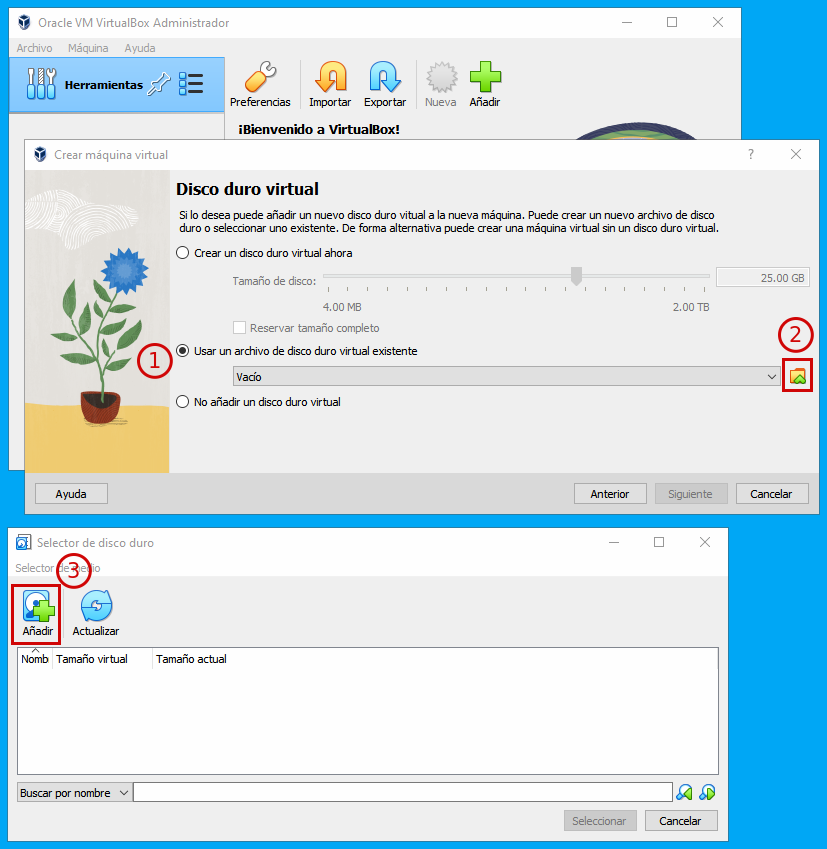 Oracle VM VirtualBox Administrador
Archivo Máquina Ayuda
Herramientas
Preferencias Importar Exportar Nueva Añadir
¡Bienvenido a VirtualBox!
Crear máquina virtual ?
Disco duro virtual
Si lo desea puede añadir un nuevo disco duro vitual a la nueva máquina. Puede crear un nuevo archivo de disco
duro o seleccionar uno existente. De forma alternativa puede crear una máquina virtual sin un disco duro virtual.
Crear un disco duro virtual ahora
Tamaño de disco: 25.00 GB
4.00 MB 2.00 TB
Reservar tamaño completo
2
1 Usar un archivo de disco duro virtual existente
Vacío
No añadir un disco duro virtual
Ayuda Anterior Siguiente Cancelar
Selector de disco duro
Selector de medio
3
Añadir Actualizar
Nomb Tamaño virtual Tamaño actual
Buscar por nombre
Seleccionar Cancelar